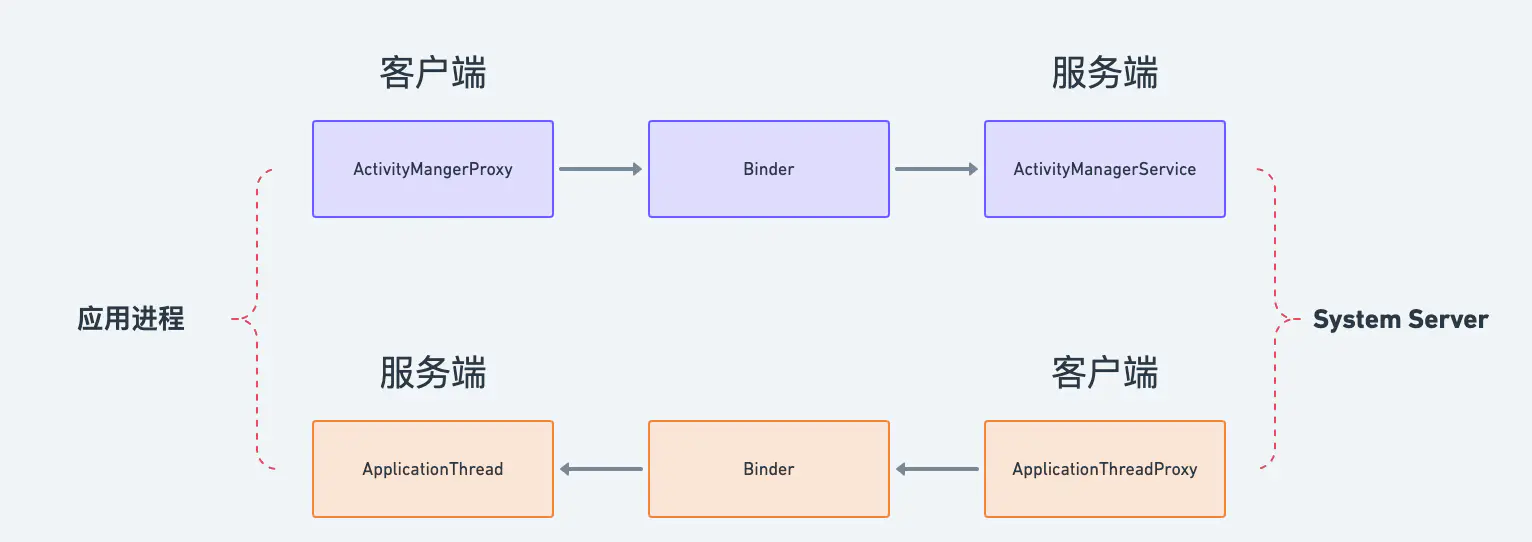 客户端
服务端
ActivityMangerProxy
Binder
ActivityManagerService
应用进程
System Server
服务端
客户端
ApplicationThread
Binder
ApplicationThreadProxy